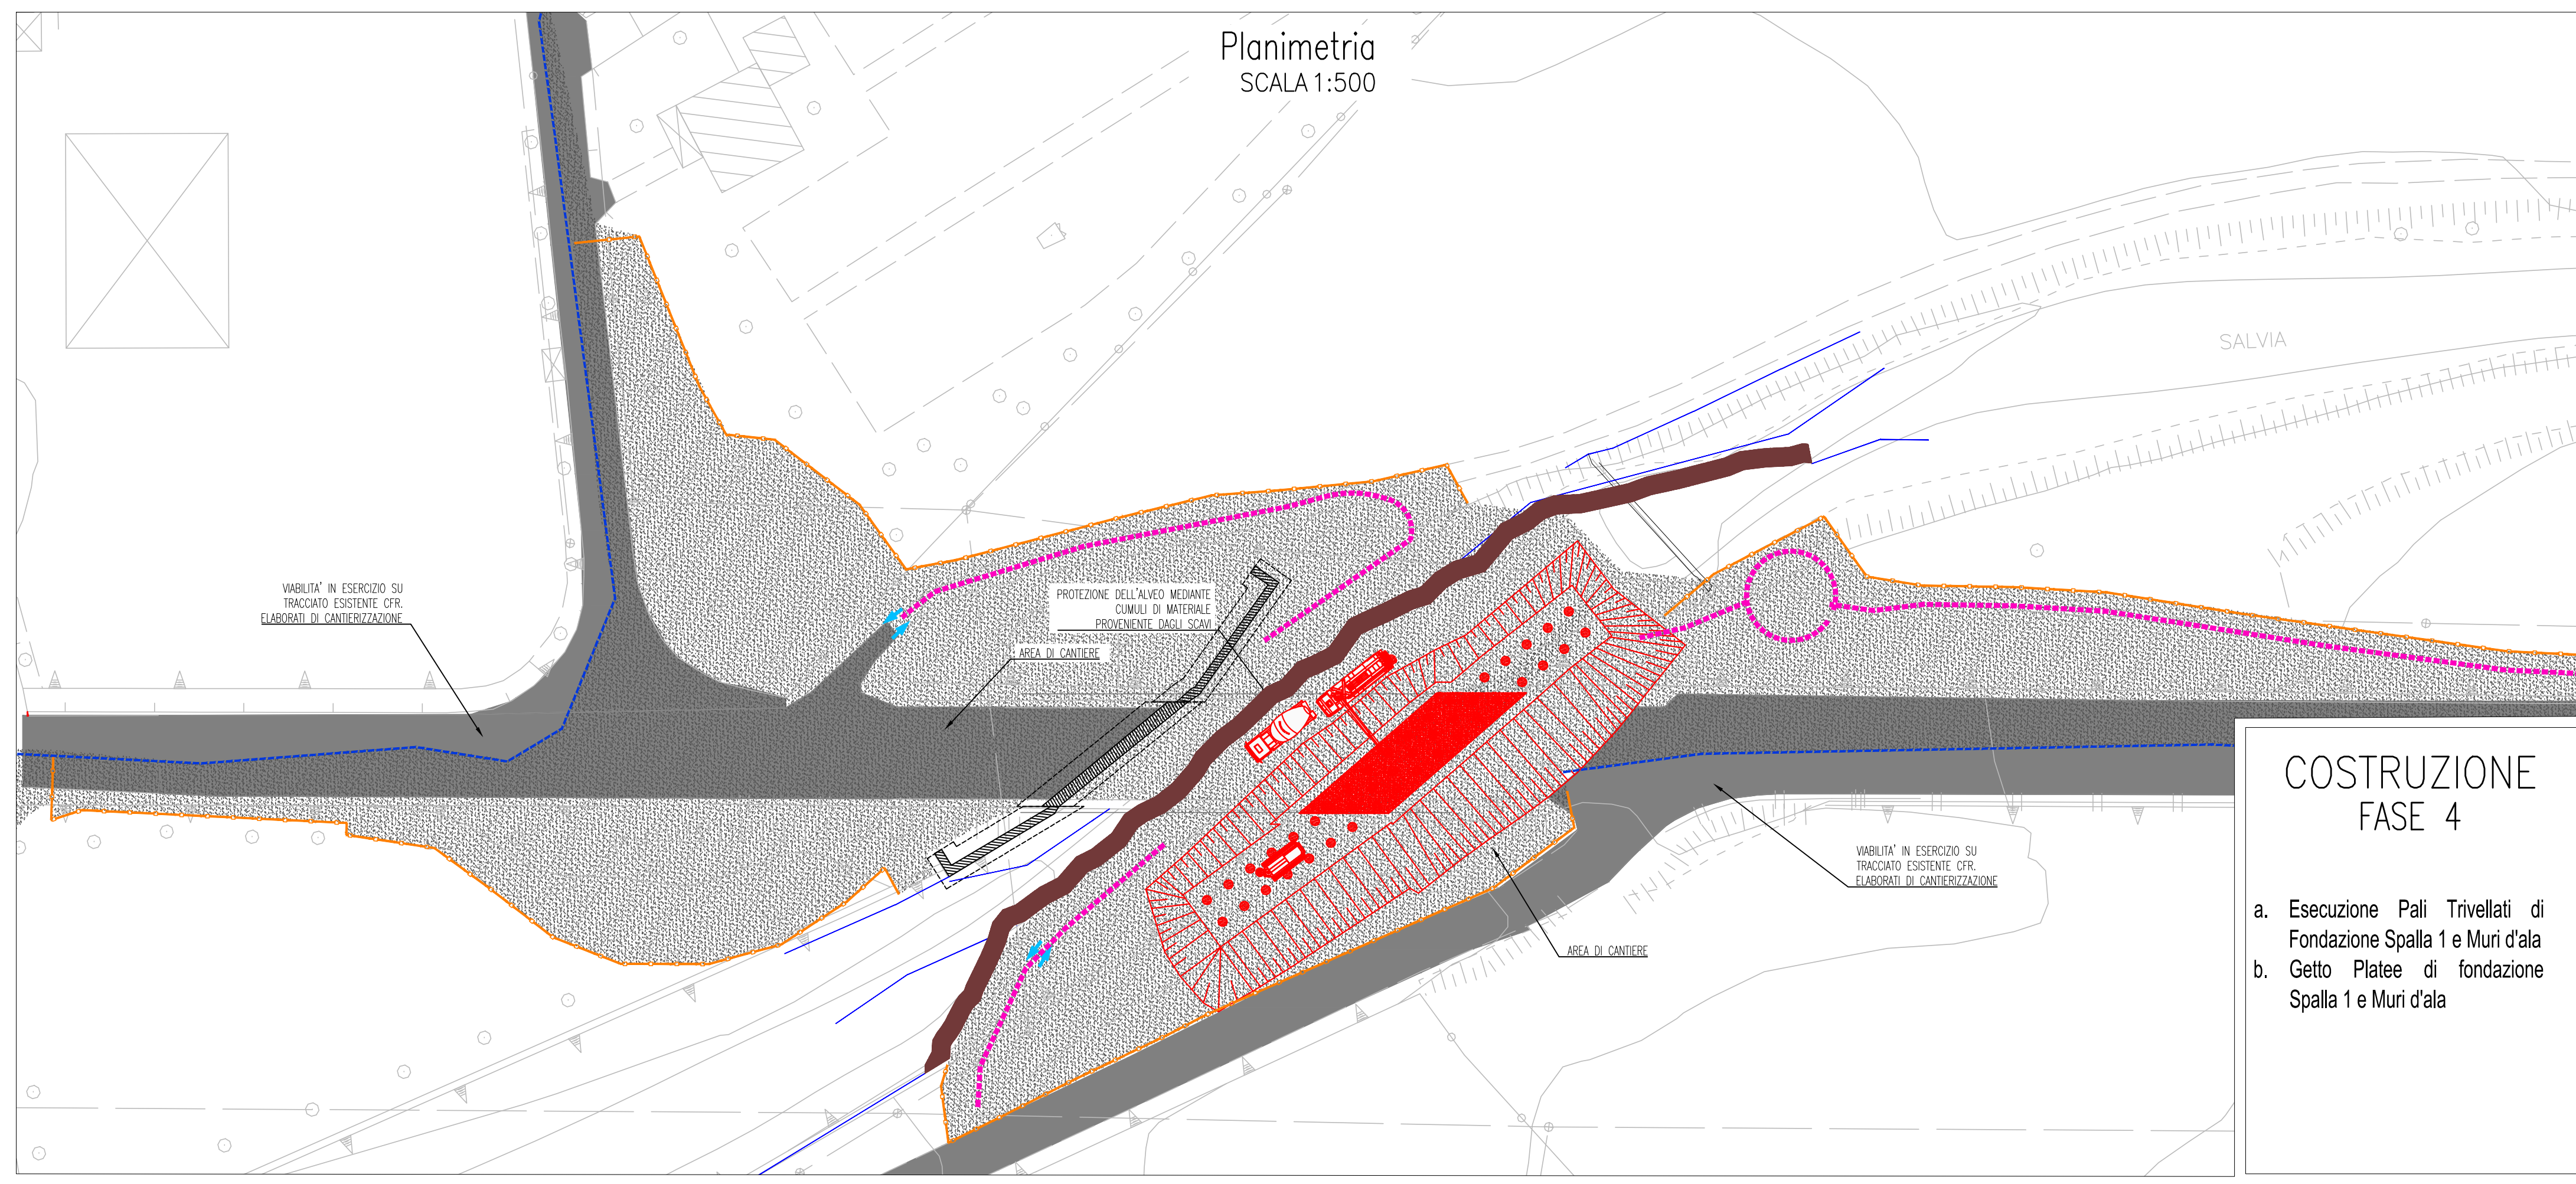 Planimetria
SCALA 1:500
SALVIA
VIABILITA' IN ESERCIZIO SU
TRACCIATO ESISTENTE CFR.
ELABORATI DI CANTIERIZZAZIONE
PROTEZIONE DELL'ALVEO MEDIANTE
CUMULI DI MATERIALE
PROVENIENTE DAGLI SCAVI
AREA DI CANTIERE
VIABILITA' IN ESERCIZIO SU
TRACCIATO ESISTENTE CFR.
ELABORATI DI CANTIERIZZAZIONE
AREA DI CANTIERE
COSTRUZIONE
FASE 4
a. Esecuzione Pali Trivellati di
Fondazione Spalla 1 e Muri d'ala
b. Getto Platee di fondazione
Spalla 1 e Muri d'ala